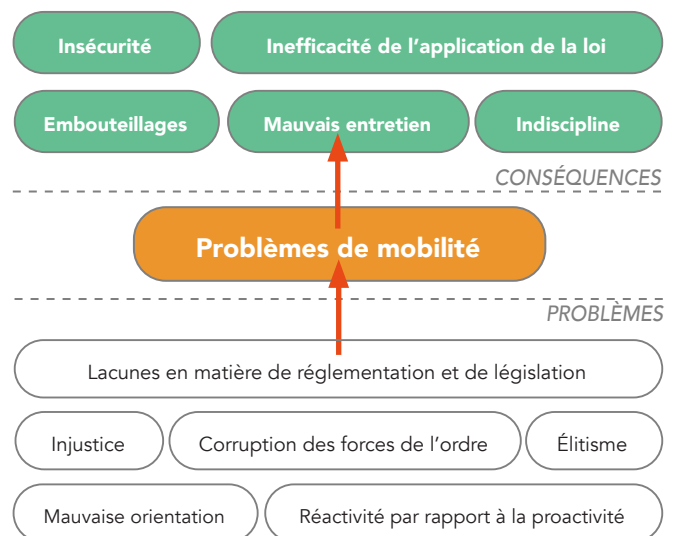 Insécurité
Inefficacité de l’application de la loi
Embouteillages
Mauvais entretien
Indiscipline
CONSÉQUENCES
Problèmes de mobilité
PROBLÈMES
Lacunes en matière de réglementation et de législation
Injustice
Corruption des forces de l’ordre
Élitisme
Mauvaise orientation
Réactivité par rapport à la proactivité